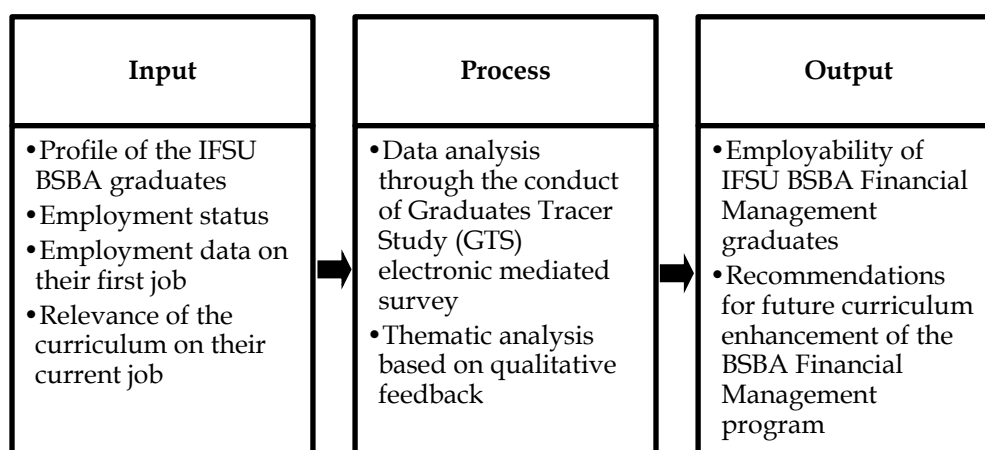 Input
•Profile of the IFSU
BSBA graduates
•Employment status
•Employment data on
their first job
•Relevance of the
curriculum on their
current job
Process
•Data analysis
through the conduct
of Graduates Tracer
Study (GTS)
electronic mediated
survey
•Thematic analysis
based on qualitative
feedback
Output
•Employability of
IFSU BSBA Financial
Management
graduates
•Recommendations
for future curriculum
enhancement of the
BSBA Financial
Management
program